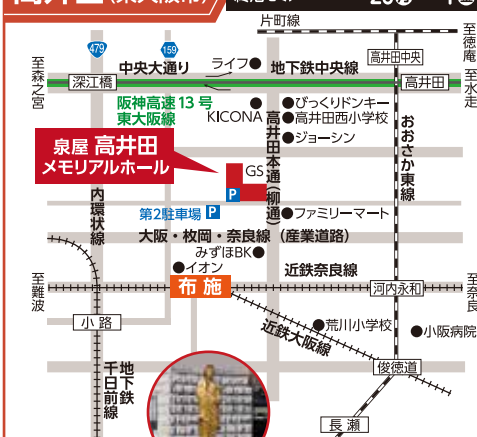 (東大阪市)
片町線
至徳庵
479
159
中央大通り
ライフ
地下鉄中央線
高井田中央
至森之宮
深江橋
高井田
至水走
阪神高速13号
東大阪線
KICONA
びっくりドンキー
高井田西小学校
ジョーシン
高井田本通(柳通)
おおさか東線
泉屋 高井田
メモリアルホール
GS
P
内環状線
第2駐車場 P
ファミリーマート
大阪・枚岡・奈良線(産業道路)
みずほBK
イオン
近鉄奈良線
至難波
布施
河内永和
至奈良
小路
近鉄大阪線
荒川小学校
小阪病院
地下鉄
千日前線
俊徳道
長瀬